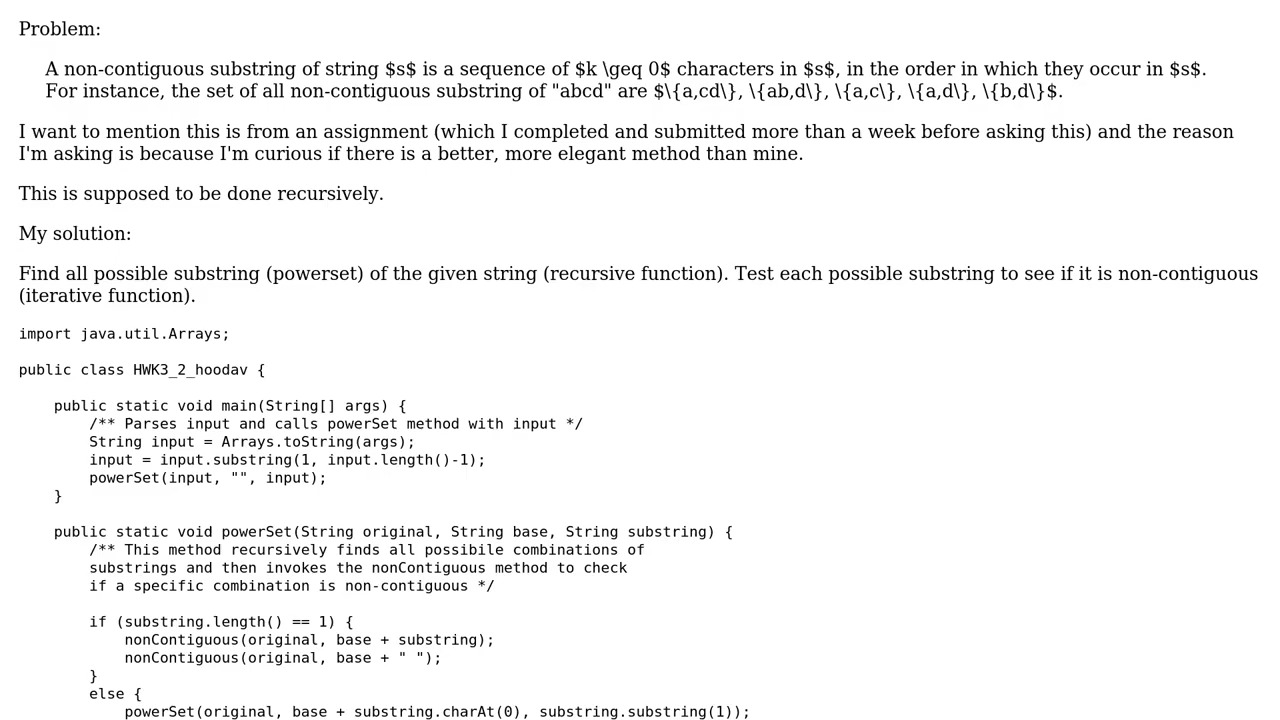 Problem:
A non-contiguous substring of string $s$ is a sequence of $k \geq 0$ characters in $s$, in the order in which they occur in $s$.
For instance, the set of all non-contiguous substring of "abcd" are $\{a,cd\}, \{ab,d\}, \{a,c\}, \{a,d\}, \{b,d\}$.
I want to mention this is from an assignment (which I completed and submitted more than a week before asking this) and the reason
I'm asking is because I'm curious if there is a better, more elegant method than mine.
This is supposed to be done recursively.
My solution:
Find all possible substring (powerset) of the given string (recursive function). Test each possible substring to see if it is non-contiguous
(iterative function).
import java.util.Arrays;
public class HWK3_2_hoodav {
    public static void main(String[] args) {
        /** Parses input and calls powerSet method with input */
        String input = Arrays.toString(args);
        input = input.substring(1, input.length()-1);
        powerSet(input, "", input);
    }
    public static void powerSet(String original, String base, String substring) {
        /** This method recursively finds all possibile combinations of
        substrings and then invokes the nonContiguous method to check
        if a specific combination is non-contiguous */
        if (substring.length() == 1) {
            nonContiguous(original, base + substring);
            nonContiguous(original, base + " ");
        }
        else {
            powerSet(original, base + substring.charAt(0), substring.substring(1));